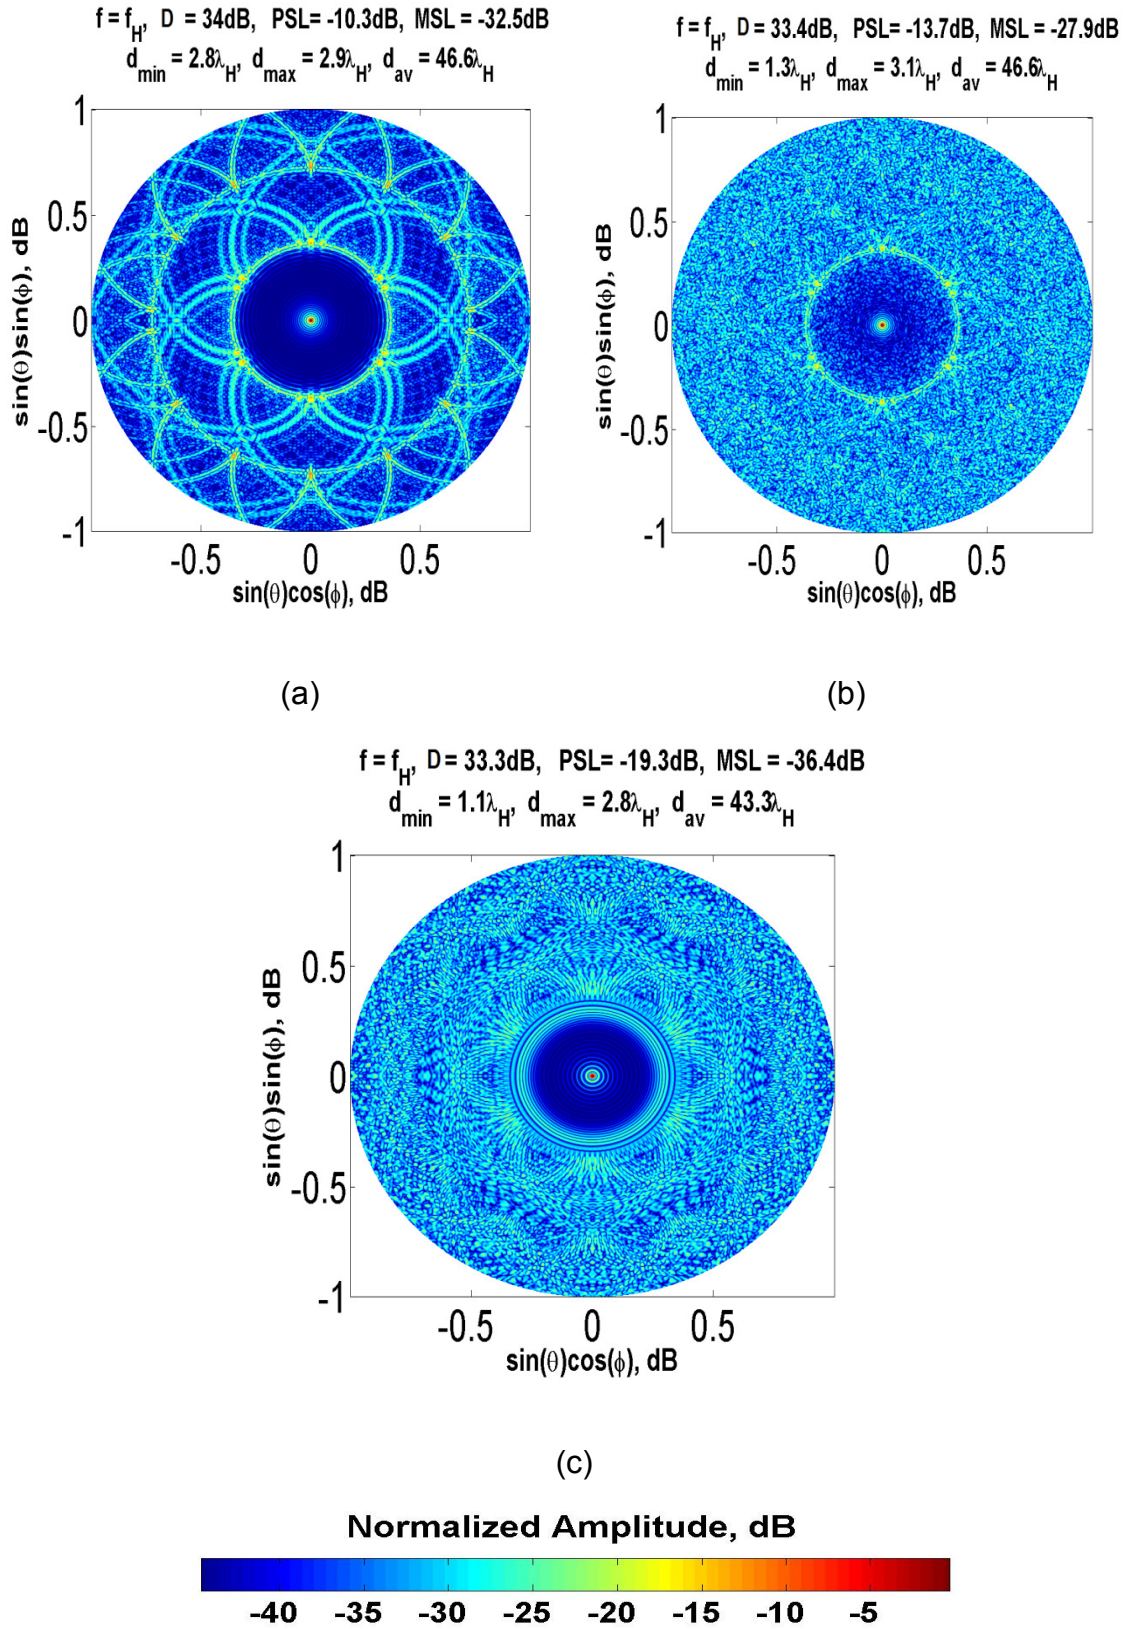 f = f_H, D = 34dB, PSL= -10.3dB, MSL = -32.5dB
d_min = 2.8λ_H, d_max = 2.9λ_H, d_av = 46.6λ_H
1
0.5
0
-0.5
-1
sin(θ)sin(ϕ), dB
-0.5 0 0.5
sin(θ)cos(ϕ), dB
(a)
f = f_H, D = 33.4dB, PSL= -13.7dB, MSL = -27.9dB
d_min = 1.3λ_H, d_max = 3.1λ_H, d_av = 46.6λ_H
1
0.5
0
-0.5
-1
sin(θ)sin(ϕ), dB
-0.5 0 0.5
sin(θ)cos(ϕ), dB
(b)
f = f_H, D = 33.3dB, PSL= -19.3dB, MSL = -36.4dB
d_min = 1.1λ_H, d_max = 2.8λ_H, d_av = 43.3λ_H
1
0.5
0
-0.5
-1
sin(θ)sin(ϕ), dB
-0.5 0 0.5
sin(θ)cos(ϕ), dB
(c)
Normalized Amplitude, dB
-40 -35 -30 -25 -20 -15 -10 -5